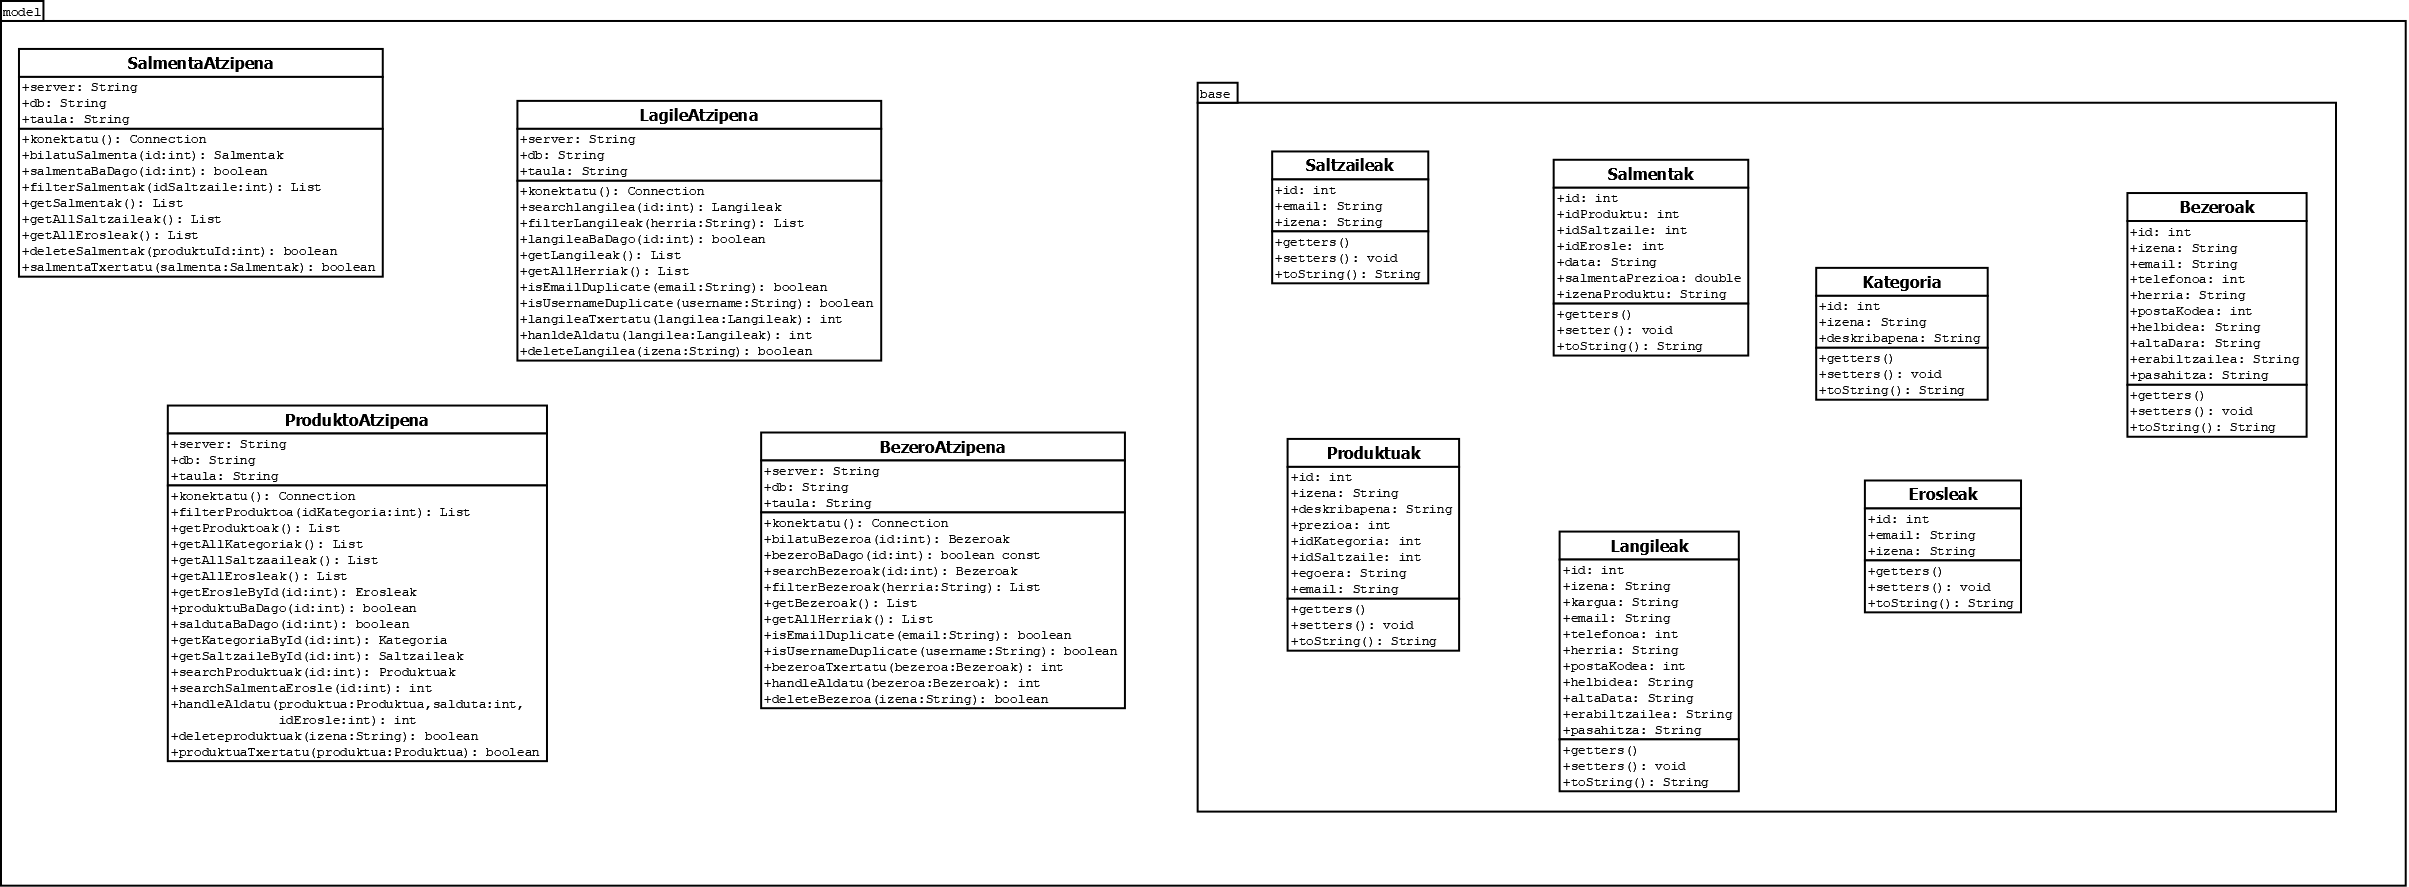 model
SalmentaAtzipena
+server: String
+db: String
+taula: String
+konektatu(): Connection
+bilatuSalmenta(id:int): Salmentak
+salmentaBaDago(id:int): boolean
+filterSalmentak(idSaltzaile:int): List
+getSalmentak(): List
+getAllSaltzaileak(): List
+getAllErosleak(): List
+deleteSalmentak(produktuId:int): boolean
+salmentaTxertatu(salmenta:Salmentak): boolean
LagileAtzipena
+server: String
+db: String
+taula: String
+konektatu(): Connection
+searchlangilea(id:int): Langileak
+filterLangileak(herria:String): List
+langileaBaDago(id:int): boolean
+getLangileak(): List
+getAllHerriak(): List
+isEmailDuplicate(email:String): boolean
+isUsernameDuplicate(username:String): boolean
+langileaTxertatu(langilea:Langileak): int
+hanldeAldatu(langilea:Langileak): int
+deleteLangilea(izena:String): boolean
ProduktoAtzipena
+server: String
+db: String
+taula: String
+konektatu(): Connection
+filterProduktoa(idKategoria:int): List
+getProduktoak(): List
+getAllKategoriak(): List
+getAllSaltzaaileak(): List
+getAllErosleak(): List
+getErosleById(id:int): Erosleak
+produktuBaDago(id:int): boolean
+saldutaBaDago(id:int): boolean
+getKategoriaById(id:int): Kategoria
+getSaltzaileById(id:int): Saltzaileak
+searchProduktuak(id:int): Produktuak
+searchSalmentaErosle(id:int): int
+handleAldatu(produktua:Produktua,salduta:int,
idErosle:int): int
+deleteproduktuak(izena:String): boolean
+produktuaTxertatu(produktua:Produktua): boolean
BezeroAtzipena
+server: String
+db: String
+taula: String
+konektatu(): Connection
+bilatuBezeroa(id:int): Bezeroak
+bezeroBaDago(id:int): boolean const
+searchBezeroak(id:int): Bezeroak
+filterBezeroak(herria:String): List
+getBezeroak(): List
+getAllHerriak(): List
+isEmailDuplicate(email:String): boolean
+isUsernameDuplicate(username:String): boolean
+bezeroaTxertatu(bezeroa:Bezeroak): int
+handleAldatu(bezeroa:Bezeroak): int
+deleteBezeroa(izena:String): boolean
base
Saltzaileak
+id: int
+email: String
+izena: String
+getters()
+setters(): void
+toString(): String
Salmentak
+id: int
+idProduktu: int
+idSaltzaile: int
+idErosle: int
+data: String
+salmentaPrezioa: double
+izenaProduktu: String
+getters()
+setter(): void
+toString(): String
Kategoria
+id: int
+izena: String
+deskribapena: String
+getters()
+setters(): void
+toString(): String
Bezeroak
+id: int
+izena: String
+email: String
+telefonoa: int
+herria: String
+postaKodea: int
+helbidea: String
+altaDara: String
+erabiltzailea: String
+pasahitza: String
+getters()
+setters(): void
+toString(): String
Produktuak
+id: int
+izena: String
+deskribapena: String
+prezioa: int
+idKategoria: int
+idSaltzaile: int
+egoera: String
+email: String
+getters()
+setters(): void
+toString(): String
Langileak
+id: int
+izena: String
+kargua: String
+email: String
+telefonoa: int
+herria: String
+postaKodea: int
+helbidea: String
+altaData: String
+erabiltzailea: String
+pasahitza: String
+getters()
+setters(): void
+toString(): String
Erosleak
+id: int
+email: String
+izena: String
+getters()
+setters(): void
+toString(): String